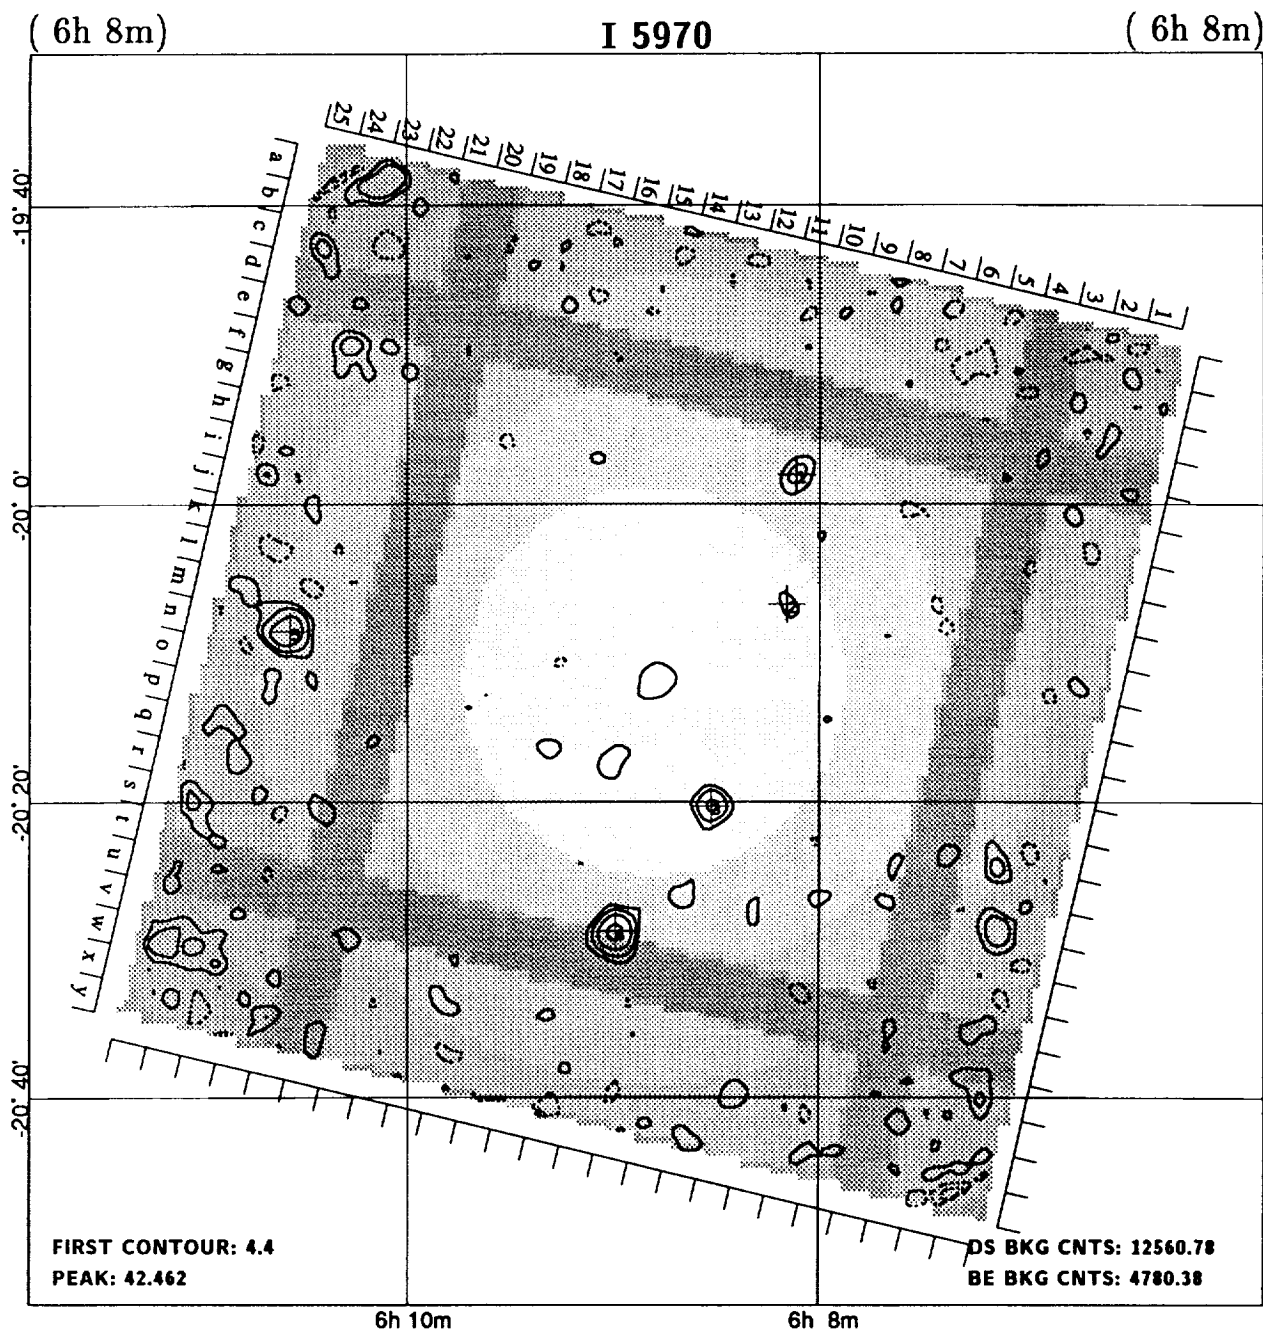 ( 6h 8m)
I 5970
( 6h 8m)
25 24 23 22 21 20 19 18 17 16 15 14 13 12 11 10 9 8 7 6 5 4 3 2 1
a b c d e f g h i j k l m n o p q r s t u v w x y
-19° 40'
-20° 0'
-20° 20'
-20° 40'
FIRST CONTOUR: 4.4
PEAK: 42.462
DS BKG CNTS: 12560.78
BE BKG CNTS: 4780.38
6h 10m
6h 8m